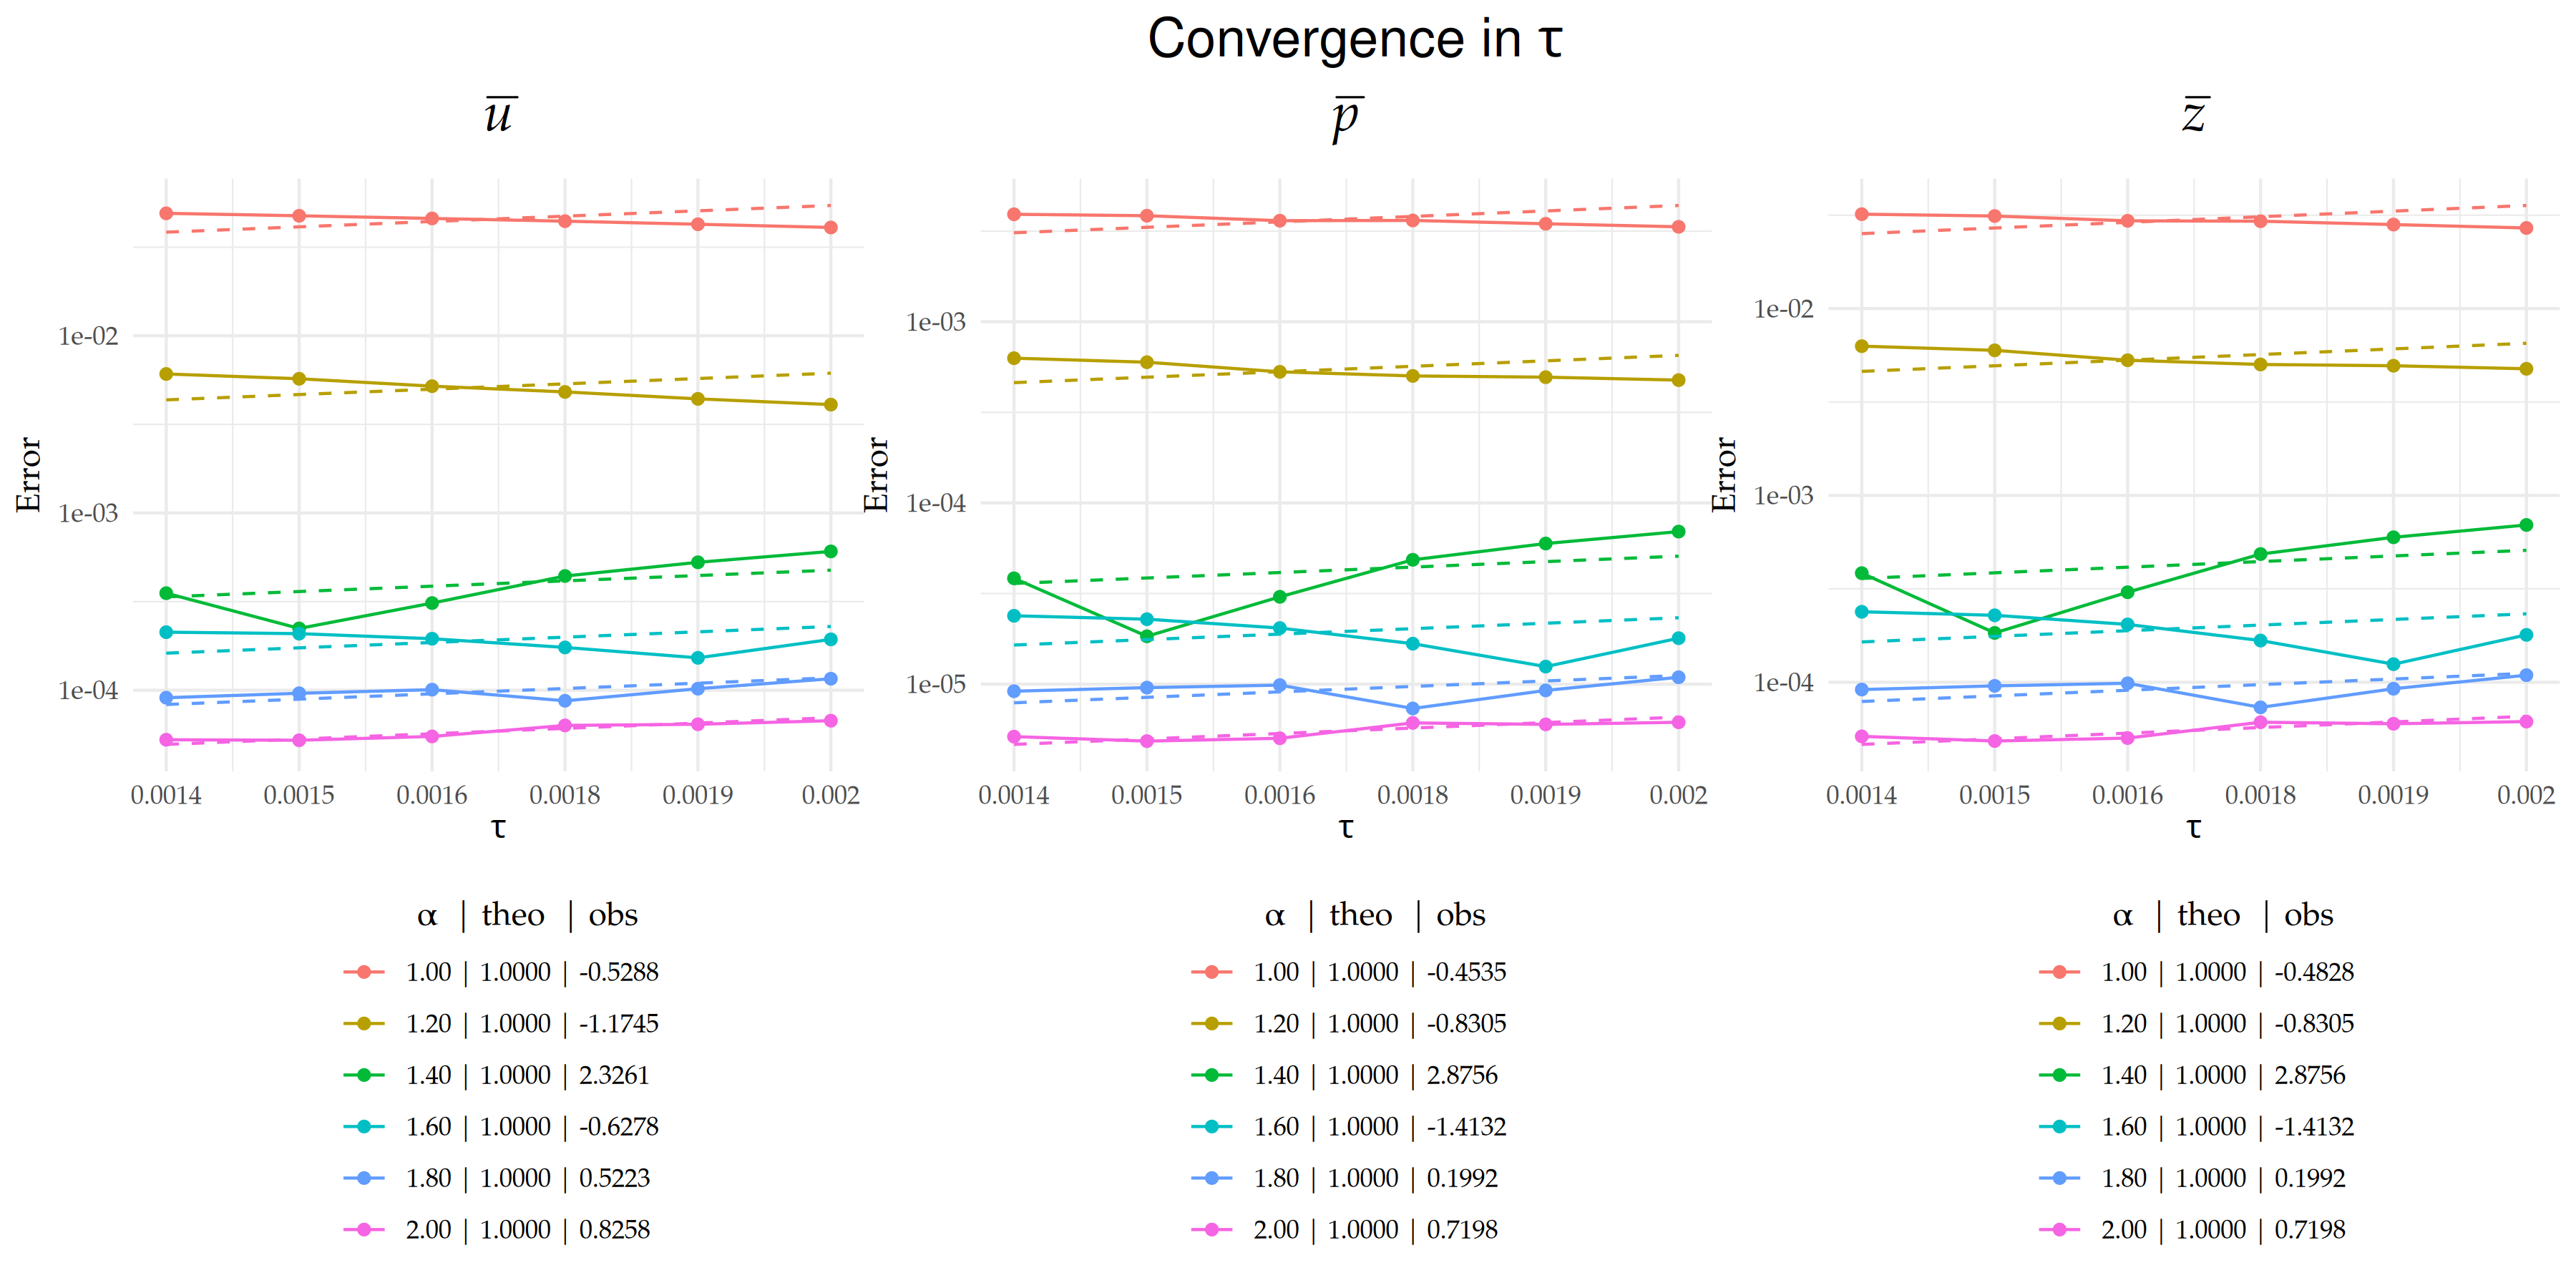 Convergence in τ
u̅
p̅
z̅
Error
1e-02
1e-03
1e-04
0.0014 0.0015 0.0016 0.0018 0.0019 0.002
τ
Error
1e-03
1e-04
1e-05
0.0014 0.0015 0.0016 0.0018 0.0019 0.002
τ
Error
1e-02
1e-03
1e-04
0.0014 0.0015 0.0016 0.0018 0.0019 0.002
τ
α | theo | obs
1.00 | 1.0000 | -0.5288
1.20 | 1.0000 | -1.1745
1.40 | 1.0000 | 2.3261
1.60 | 1.0000 | -0.6278
1.80 | 1.0000 | 0.5223
2.00 | 1.0000 | 0.8258
α | theo | obs
1.00 | 1.0000 | -0.4535
1.20 | 1.0000 | -0.8305
1.40 | 1.0000 | 2.8756
1.60 | 1.0000 | -1.4132
1.80 | 1.0000 | 0.1992
2.00 | 1.0000 | 0.7198
α | theo | obs
1.00 | 1.0000 | -0.4828
1.20 | 1.0000 | -0.8305
1.40 | 1.0000 | 2.8756
1.60 | 1.0000 | -1.4132
1.80 | 1.0000 | 0.1992
2.00 | 1.0000 | 0.7198